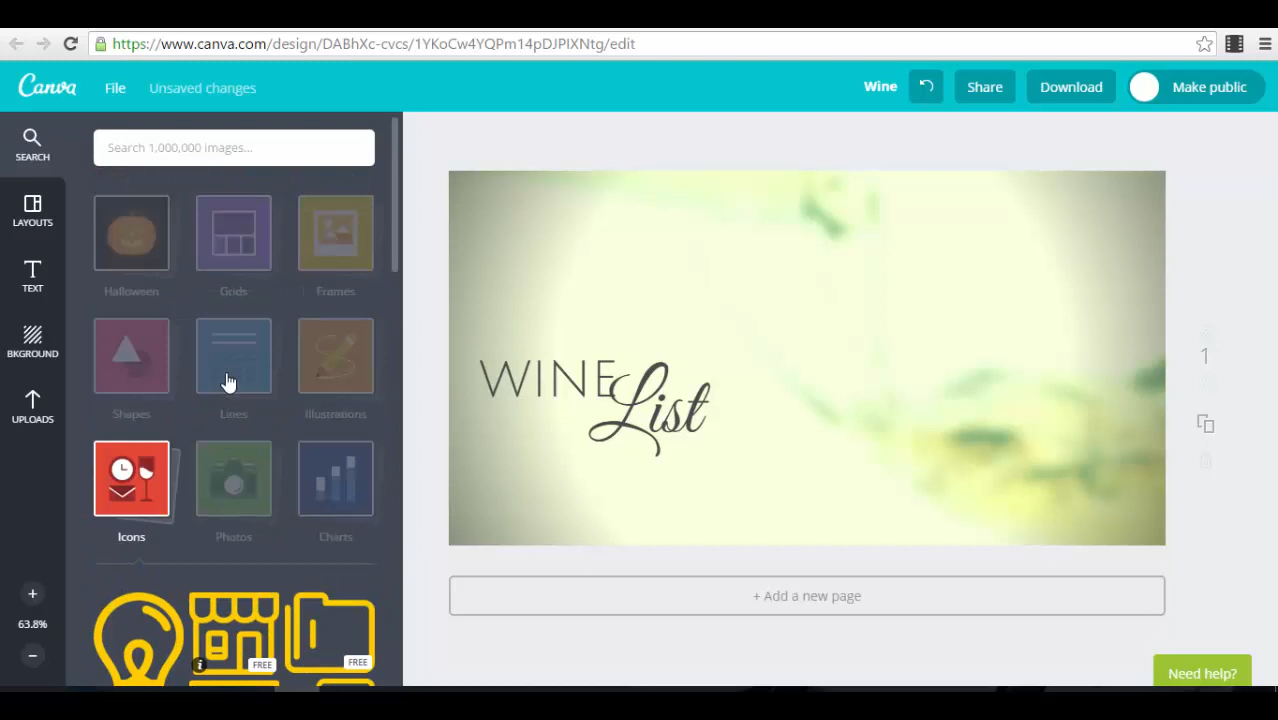 https://www.canva.com/design/DABhXc-cvcs/1YKoCw4YQPm14pDJPIXNtg/edit
Canva
File
Unsaved changes
Wine
Share
Download
Make public
SEARCH
Search 1,000,000 images...
LAYOUTS
TEXT
BKGROUND
UPLOADS
Halloween
Grids
Frames
Shapes
Lines
Illustrations
Icons
Photos
Charts
FREE
FREE
WINE
List
1
+ Add a new page
+
63.8%
−
Need help?